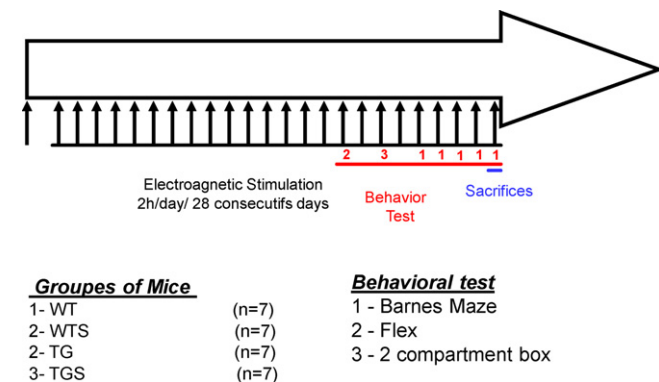 2 3 1 1 1 1 1
Electroagnetic Stimulation
2h/day/ 28 consecutifs days
Behavior
Test
Sacrifices
Groupes of Mice
1- WT (n=7)
2- WTS (n=7)
2- TG (n=7)
3- TGS (n=7)
Behavioral test
1 - Barnes Maze
2 - Flex
3 - 2 compartment box